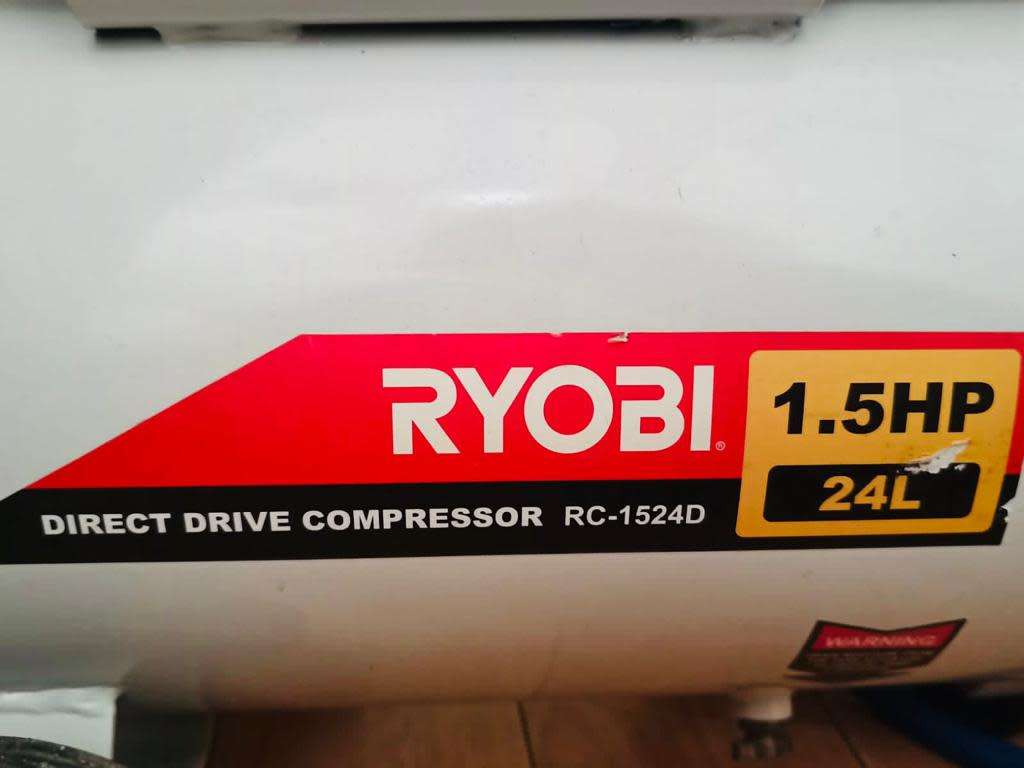 RYOBI®
1.5HP
24L
DIRECT DRIVE COMPRESSOR RC-1524D
WARNING